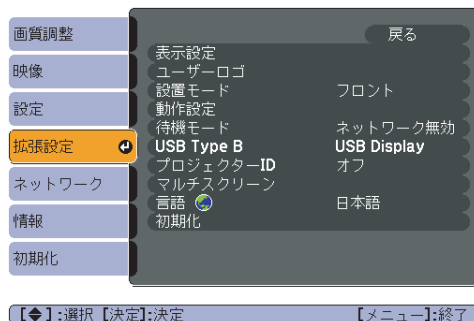 画質調整
映像
設定
拡張設定
ネットワーク
情報
初期化
戻る
表示設定
ユーザーロゴ
設置モード フロント
動作設定
待機モード ネットワーク無効
USB Type B USB Display
プロジェクターID オフ
マルチスクリーン
言語 日本語
初期化
[◆]:選択 [決定]:決定 [メニュー]:終了